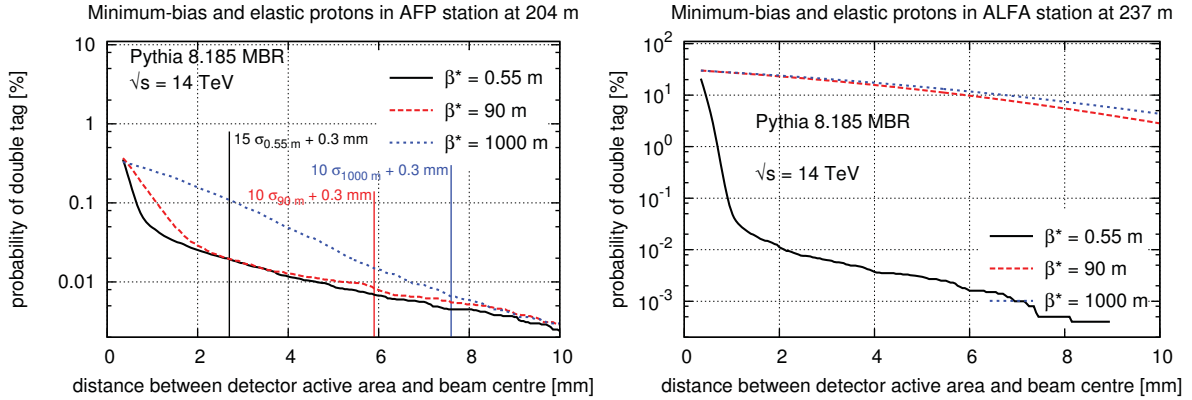 Minimum-bias and elastic protons in AFP station at 204 m
probability of double tag [%]
10
1
0.1
0.01
Pythia 8.185 MBR
√s = 14 TeV
β* = 0.55 m
β* = 90 m
β* = 1000 m
15 σ0.55 m + 0.3 mm
10 σ1000 m + 0.3 mm
10 σ90 m + 0.3 mm
0 2 4 6 8 10
distance between detector active area and beam centre [mm]
Minimum-bias and elastic protons in ALFA station at 237 m
probability of double tag [%]
10^2
10^1
10^0
10^-1
10^-2
10^-3
Pythia 8.185 MBR
√s = 14 TeV
β* = 0.55 m
β* = 90 m
β* = 1000 m
0 2 4 6 8 10
distance between detector active area and beam centre [mm]